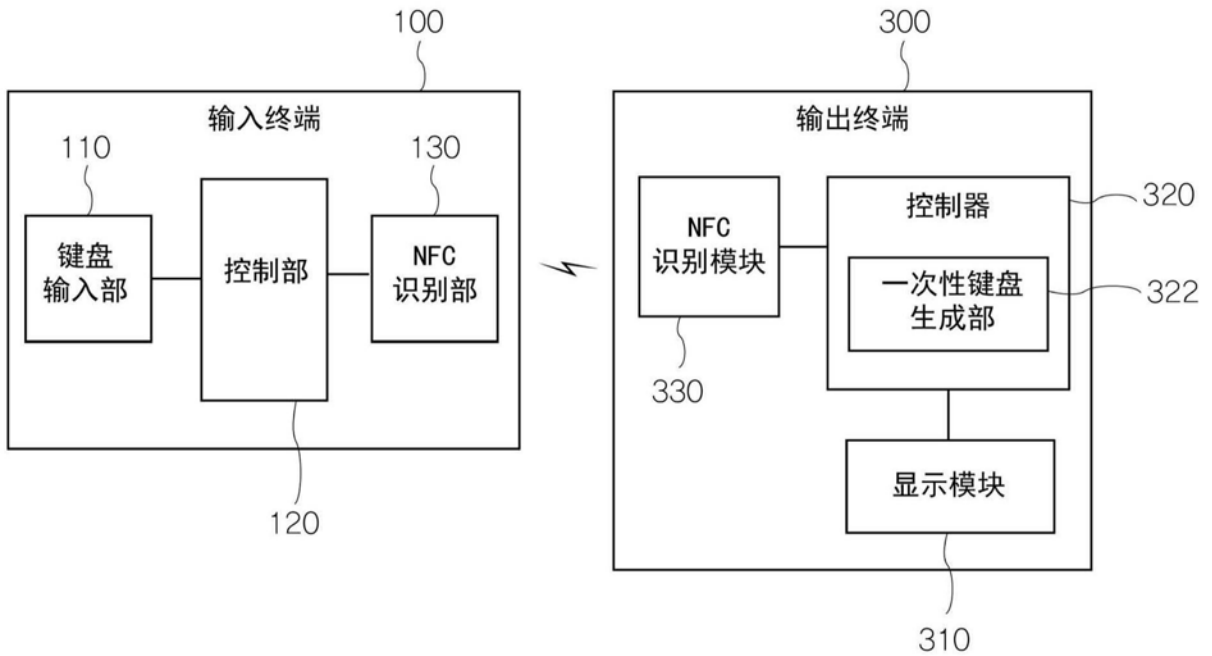 100
300
输入终端
输出终端
110
130
键盘
输入部
控制部
NFC
识别部
120
NFC
识别模块
330
控制器
320
一次性键盘
生成部
322
显示模块
310